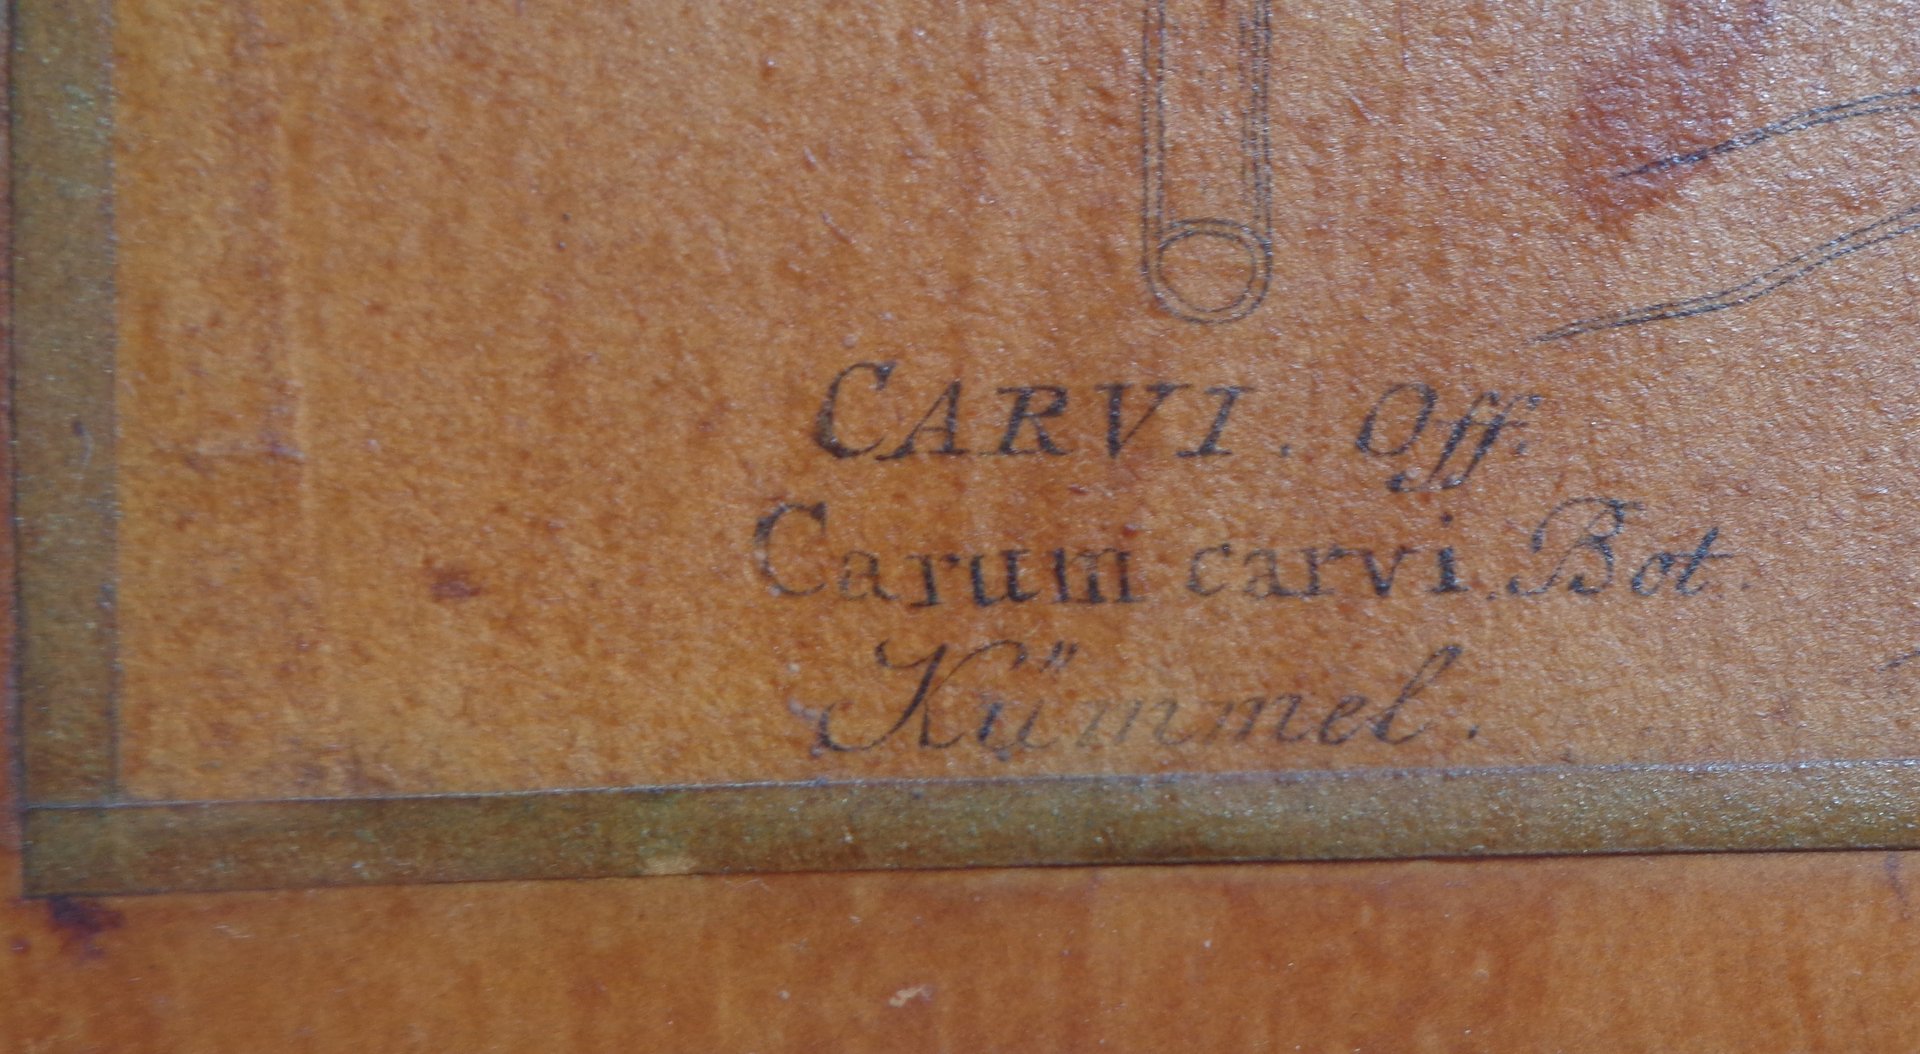 CARVI. Off.
Carum carvi. Bot.
Kümmel.